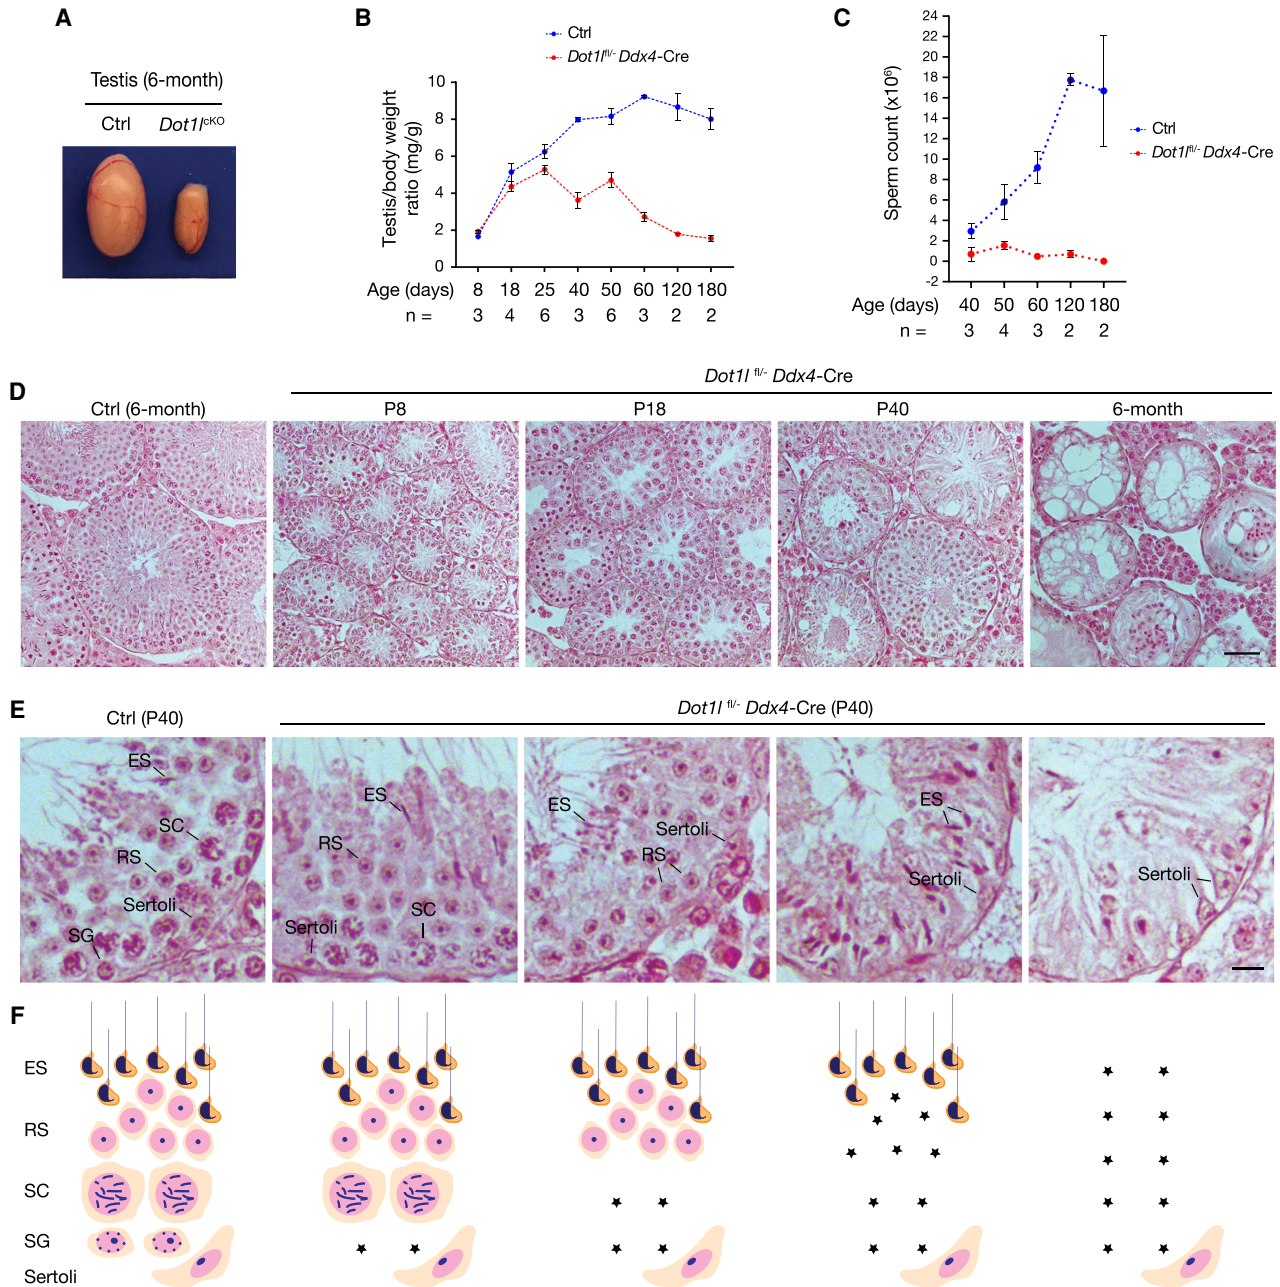 A
Testis (6-month)
Ctrl Dot1l^cKO
B
Ctrl
Dot1l^fl/- Ddx4-Cre
Testis/body weight
ratio (mg/g)
10
8
6
4
2
0
Age (days) 8 18 25 40 50 60 120 180
n = 3 4 6 3 6 3 2 2
C
Sperm count (x10^6)
24
22
20
18
16
14
12
10
8
6
4
2
0
-2
Ctrl
Dot1l^fl/- Ddx4-Cre
Age (days) 40 50 60 120 180
n = 3 4 3 2 2
D
Dot1l ^fl/- Ddx4-Cre
Ctrl (6-month) P8 P18 P40 6-month
E
Ctrl (P40)
Dot1l ^fl/- Ddx4-Cre (P40)
ES
SC
RS
Sertoli
SG
ES
RS
SC
Sertoli
ES
Sertoli
RS
ES
Sertoli
Sertoli
F
ES
RS
SC
SG
Sertoli